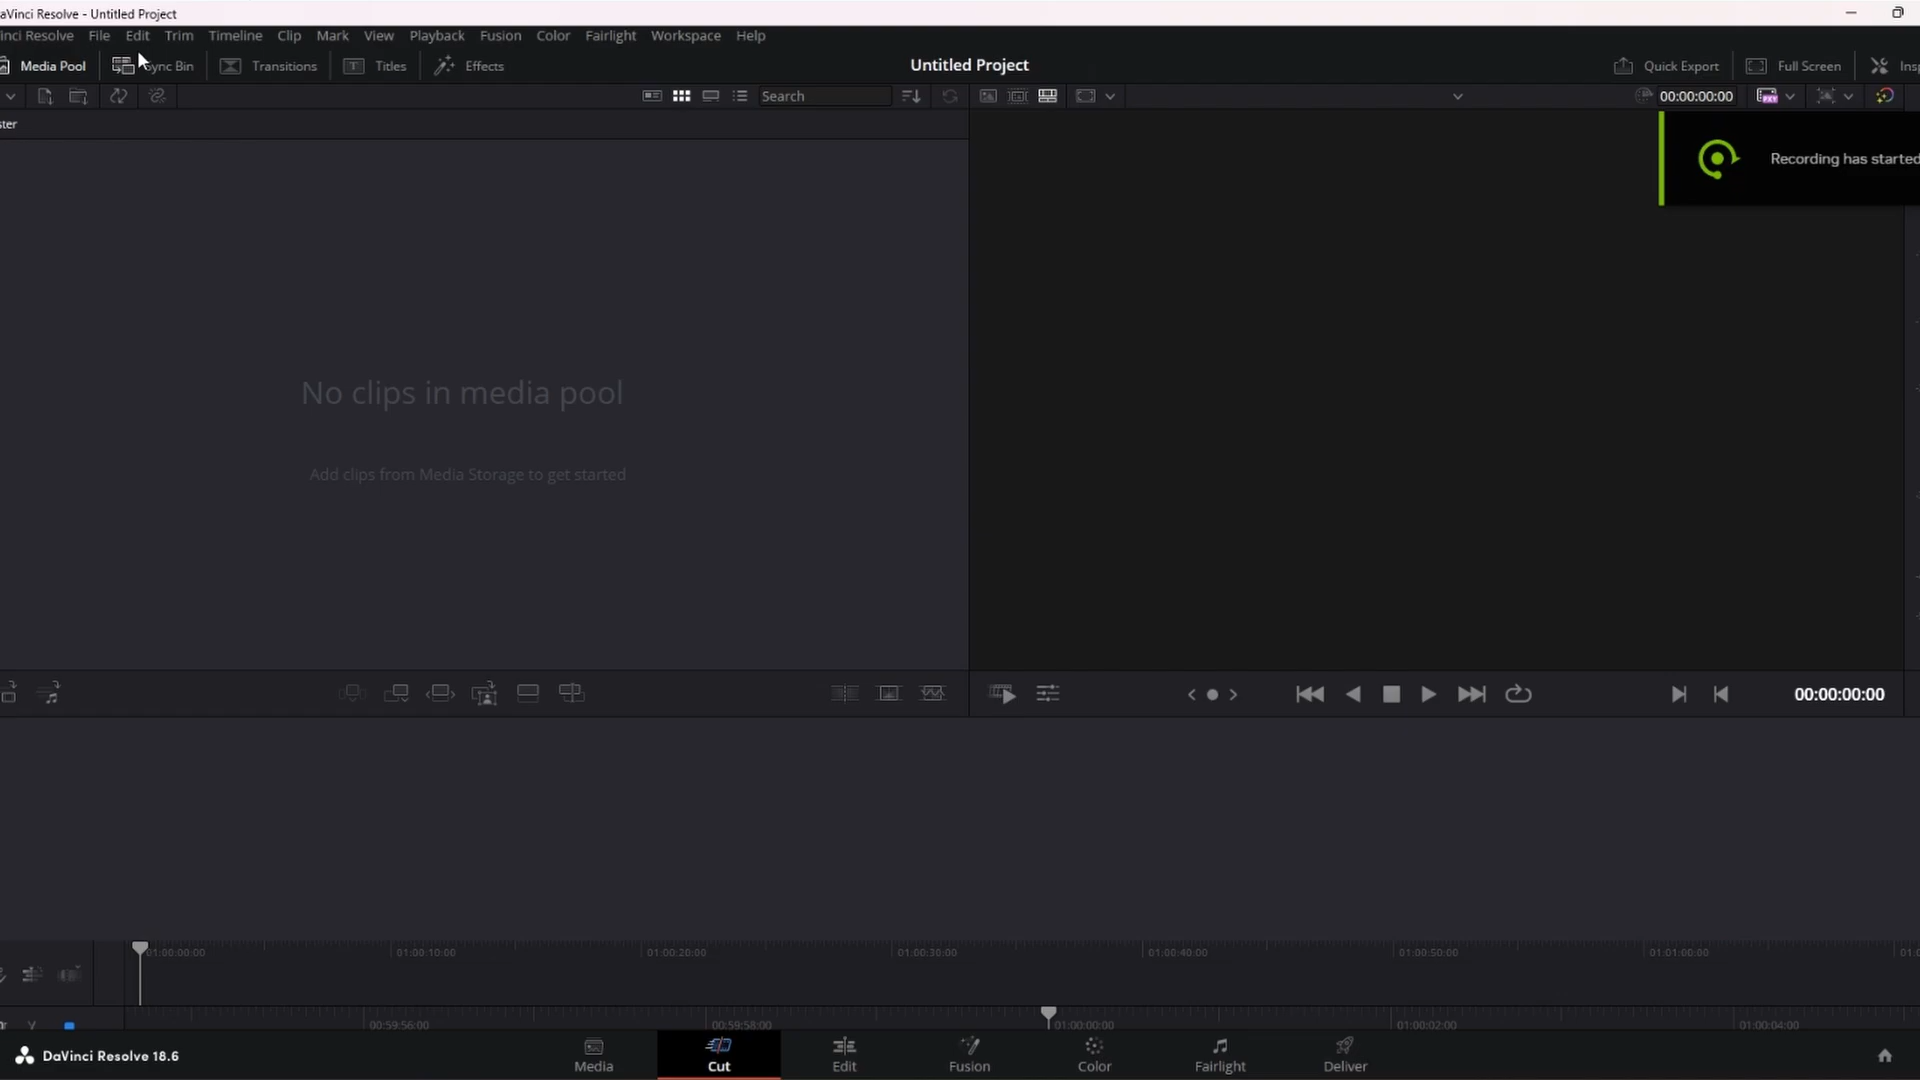 aVinci Resolve - Untitled Project
inci Resolve File Edit Trim Timeline Clip Mark View Playback Fusion Color Fairlight Workspace Help
Media Pool ync Bin Transitions Titles Effects Untitled Project Quick Export Full Screen Insp
Search 00:00:00:00 PXY
ster
Recording has started
No clips in media pool
Add clips from Media Storage to get started
00:00:00:00
01:00:00:00 01:00:10:00 01:00:20:00 01:00:30:00 01:00:40:00 01:00:50:00 01:01:00:00 01:0
00:59:56:00 00:59:58:00 01:00:00:00 01:00:02:00 01:00:04:00
DaVinci Resolve 18.6 Media Cut Edit Fusion Color Fairlight Deliver